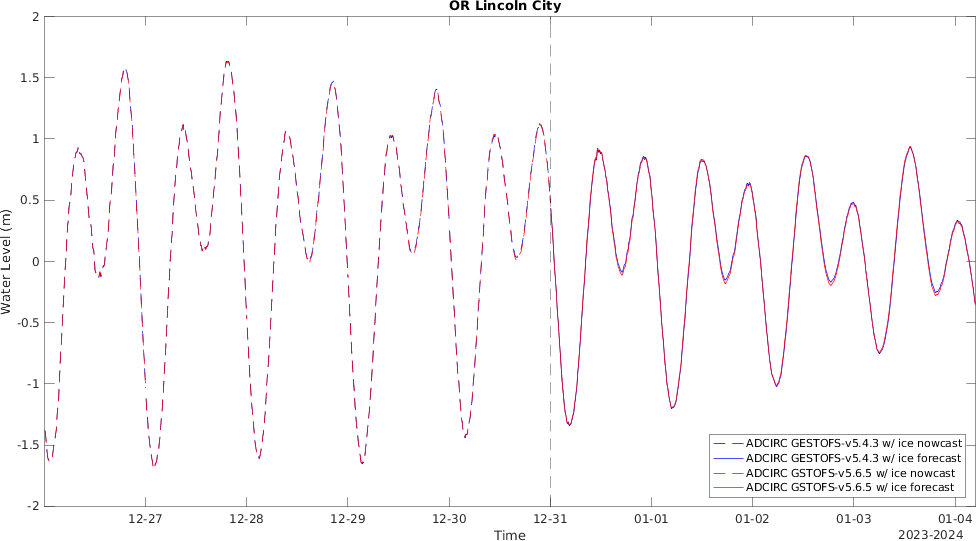 OR Lincoln City
Water Level (m)
2
1.5
1
0.5
0
-0.5
-1
-1.5
-2
ADCIRC GESTOFS-v5.4.3 w/ ice nowcast
ADCIRC GESTOFS-v5.4.3 w/ ice forecast
ADCIRC GSTOFS-v5.6.5 w/ ice nowcast
ADCIRC GSTOFS-v5.6.5 w/ ice forecast
12-27 12-28 12-29 12-30 12-31 01-01 01-02 01-03 01-04
Time
2023-2024